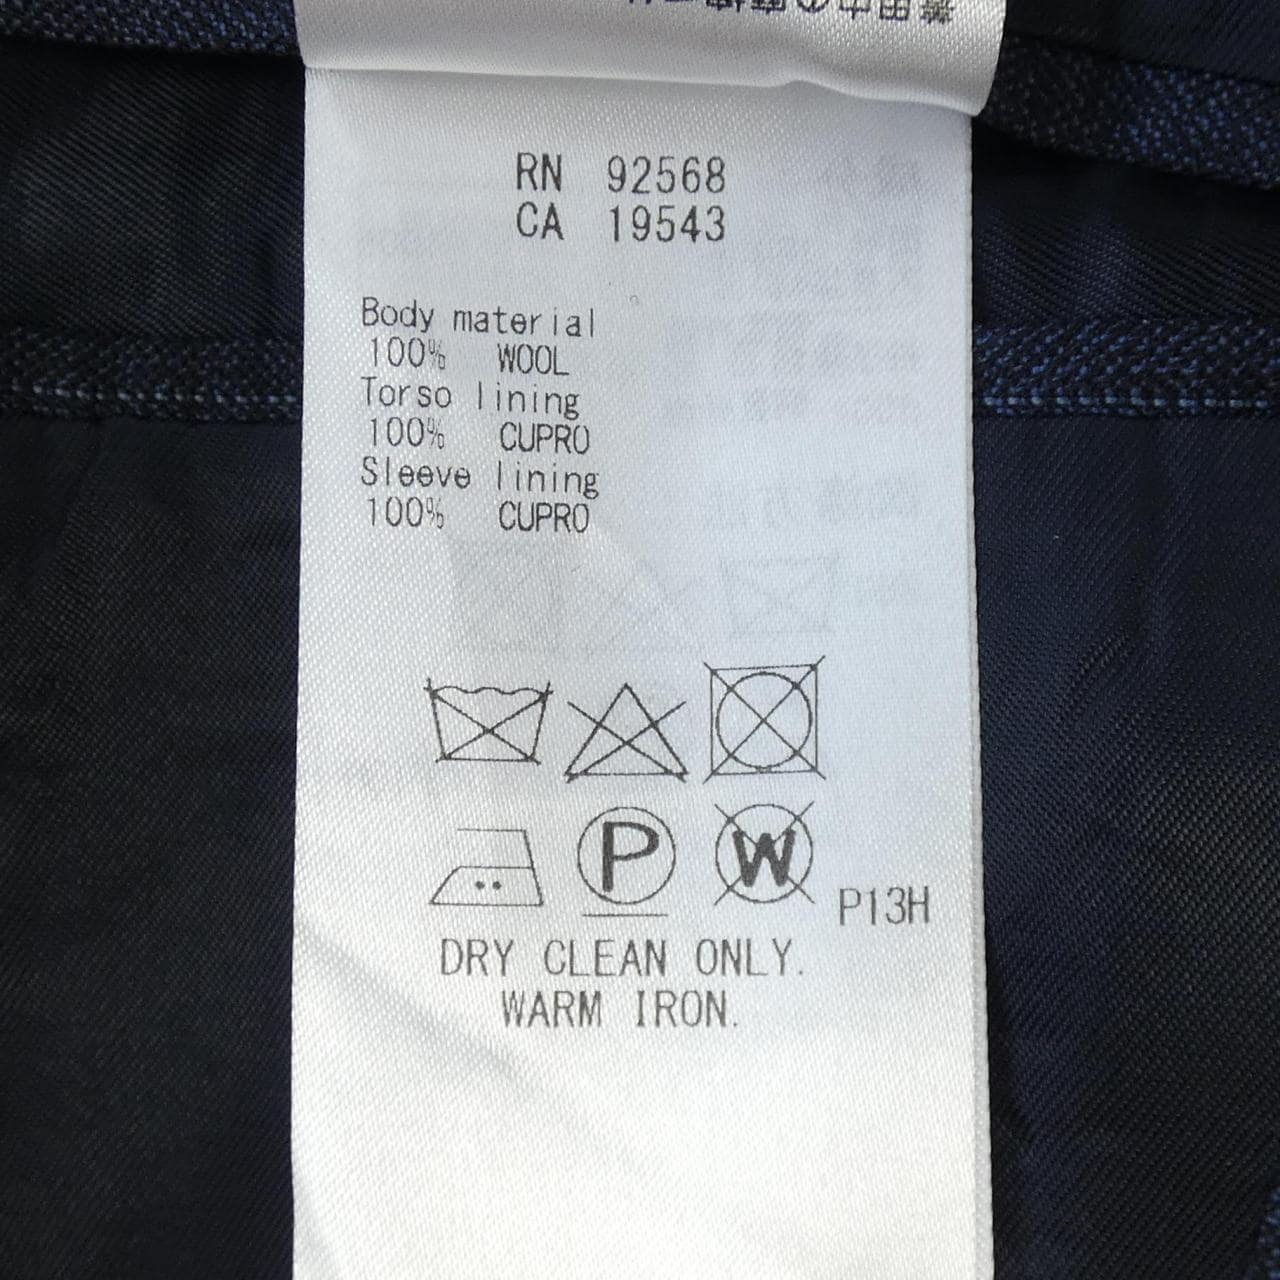 RN 92568
CA 19543
Body material
100% WOOL
Torso lining
100% CUPRO
Sleeve lining
100% CUPRO
P W P13H
DRY CLEAN ONLY.
WARM IRON.